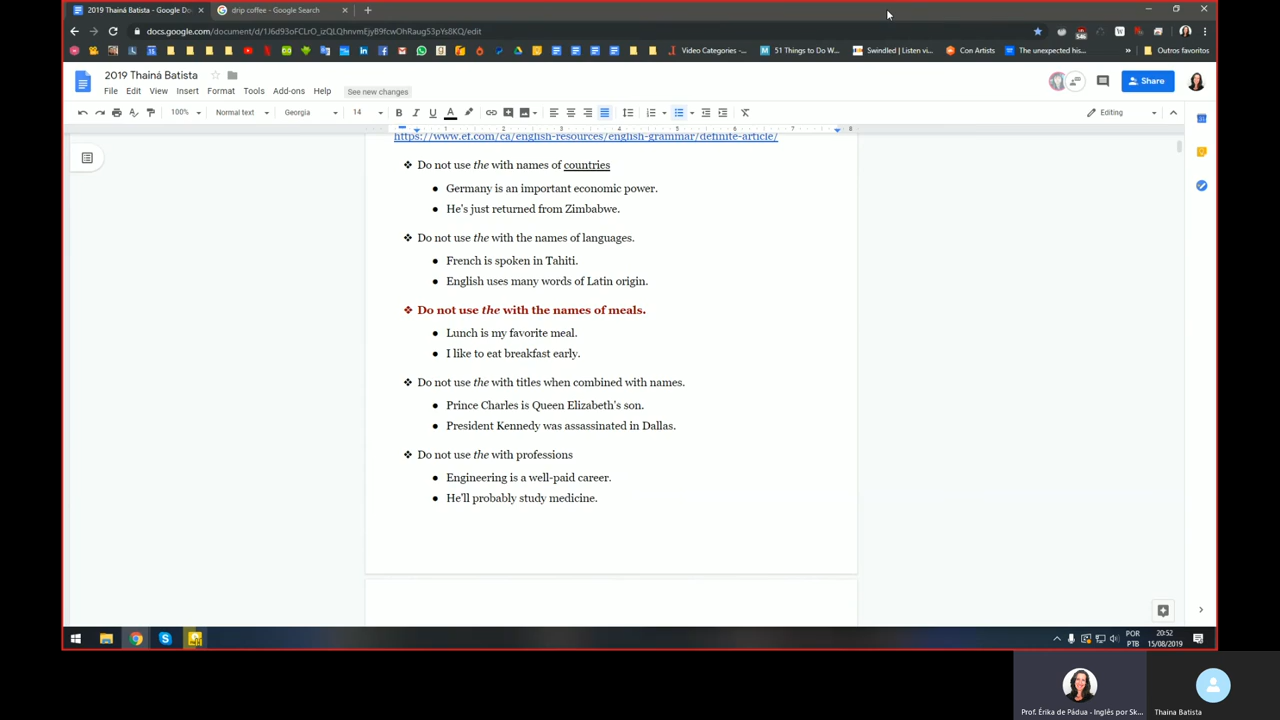 2019 Thainá Batista - Google Do
drip coffee - Google Search
docs.google.com/document/d/1J6d93oFCLrO_izQLQhnvmEjyB9fcwOhRaug53pYs8KQ/edit
Video Categories -...
51 Things to Do W...
Swindled | Listen vi...
Con Artists
The unexpected his...
»
Outros favoritos
2019 Thainá Batista
File Edit View Insert Format Tools Add-ons Help See new changes
Share
100% Normal text Georgia 14 Editing
1 2 3 4 5 6 7 8
https://www.ef.com/ca/english-resources/english-grammar/definite-article/
❖ Do not use the with names of countries
● Germany is an important economic power.
● He's just returned from Zimbabwe.
❖ Do not use the with the names of languages.
● French is spoken in Tahiti.
● English uses many words of Latin origin.
❖ Do not use the with the names of meals.
● Lunch is my favorite meal.
● I like to eat breakfast early.
❖ Do not use the with titles when combined with names.
● Prince Charles is Queen Elizabeth's son.
● President Kennedy was assassinated in Dallas.
❖ Do not use the with professions
● Engineering is a well-paid career.
● He'll probably study medicine.
POR
PTB
20:52
15/08/2019
Prof. Érika de Pádua - Inglês por Sk...
Thaina Batista